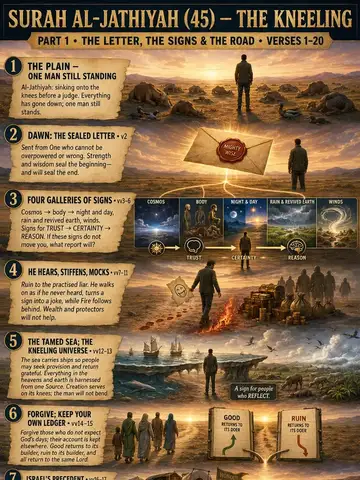 SURAH AL-JATHIYAH (45) – THE KNEELING
PART 1 • THE LETTER, THE SIGNS & THE ROAD • VERSES 1–20
1
THE PLAIN –
ONE MAN STILL STANDING
Al-Jathiyah: sinking onto
the knees before a judge. Everything
has gone down; one man
still stands.
2
DAWN: THE SEALED LETTER • v2
Sent from One who cannot be
overpowered or wrong. Strength
and wisdom seal the beginning—
and will seal the end.
MIGHTY
WISE
3
FOUR GALLERIES OF SIGNS • vv3–6
Cosmos → body → night and day,
rain and revived earth, winds.
Signs for TRUST → CERTAINTY →
REASON. If these signs do
not move you, what report will?
COSMOS
BODY
NIGHT & DAY
RAIN & REVIVED EARTH
WINDS
TRUST
CERTAINTY
REASON
4
HE HEARS, STIFFENS, MOCKS • vv7–11
Ruin to the practised liar. He walks
on as if he never heard, turns a
sign into a joke, while Fire follows
behind. Wealth and protectors
will not help.
5
THE TAMED SEA; THE
KNEELING UNIVERSE • vv12–13
The sea carries ships so people
may seek provision and return
grateful. Everything in the
heavens and earth is harnessed
from one Source. Creation serves
on its knees; the man will not bend.
A sign for people
who REFLECT.
6
FORGIVE; KEEP YOUR
OWN LEDGER • vv14–15
Forgive those who do not expect
God's days; their account is kept
elsewhere. Good returns to its
builder, ruin to its builder, and
all return to the same Lord.
GOOD
RETURNS TO
ITS DOER
RUIN
RETURNS TO
ITS DOER
7
ISRAEL'S PRECEDENT